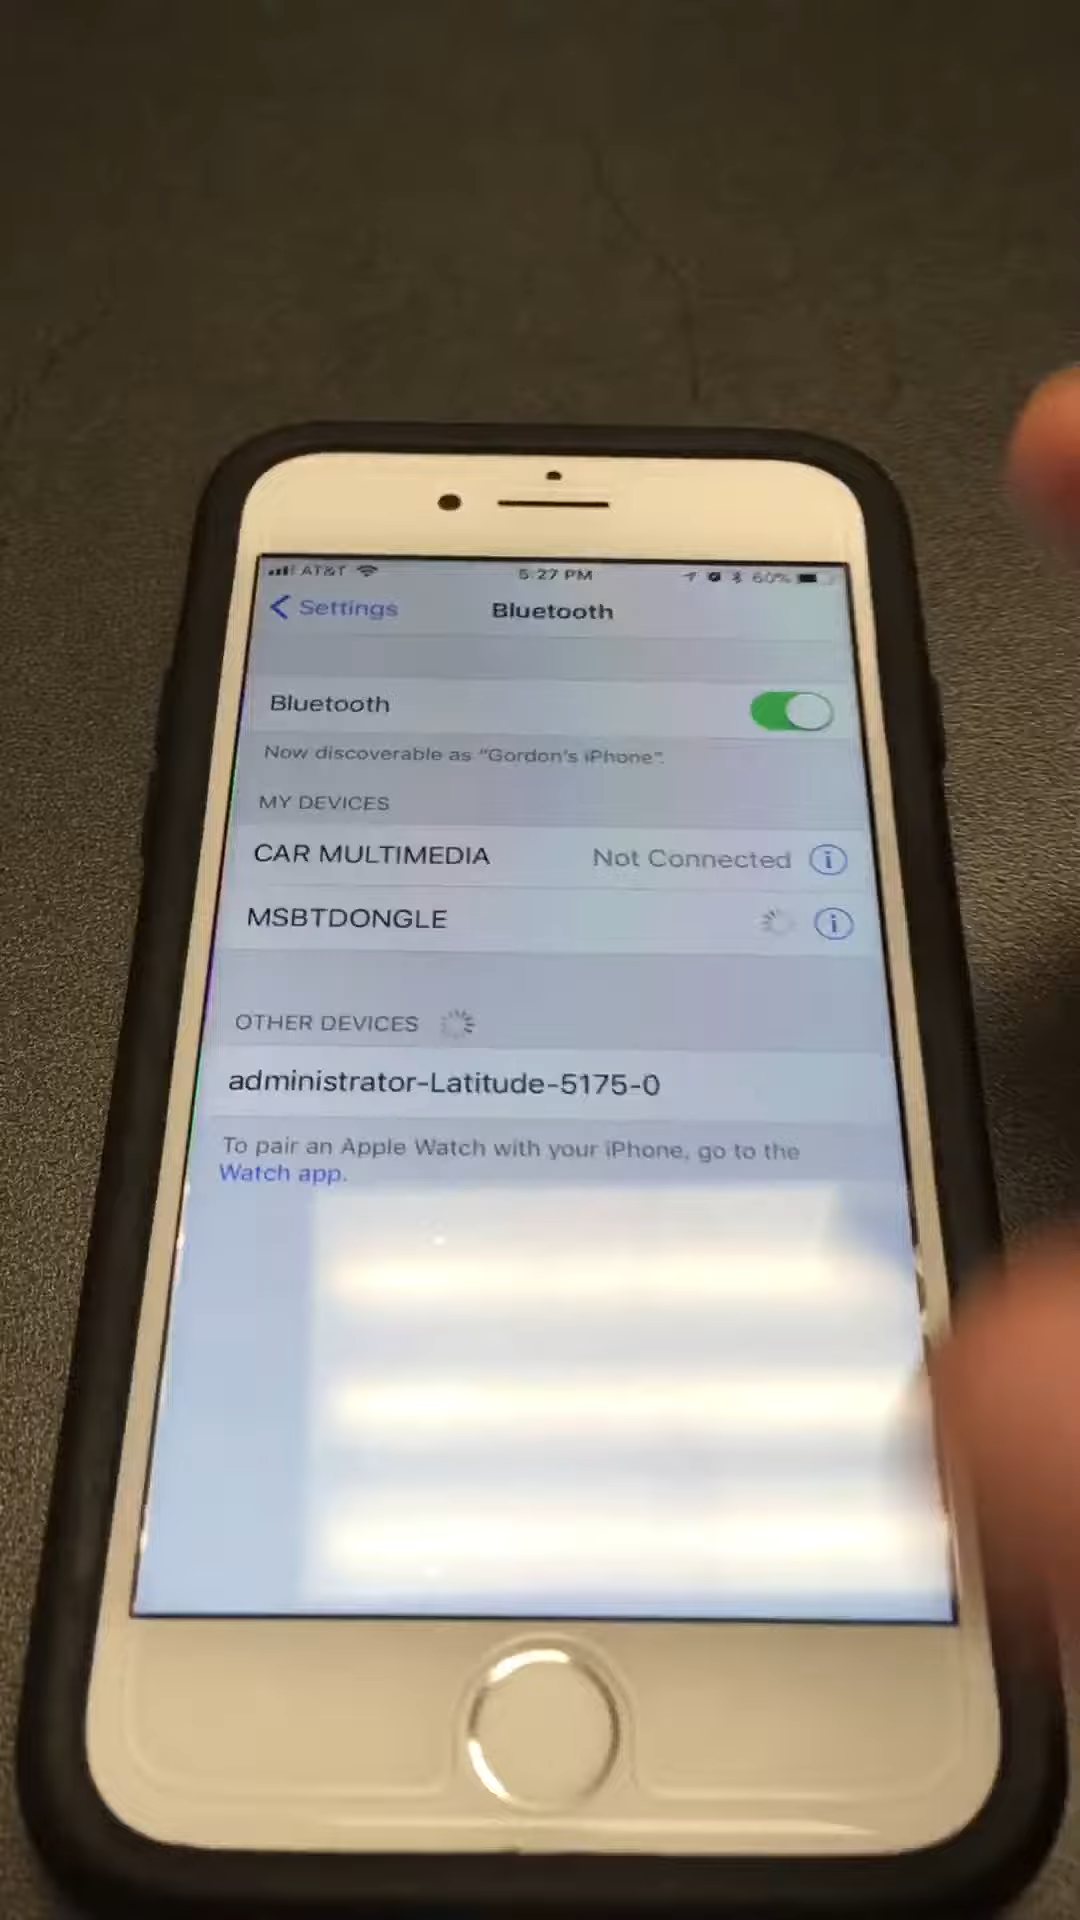 AT&T 5:27 PM 60%
Settings Bluetooth
Bluetooth
Now discoverable as "Gordon's iPhone".
MY DEVICES
CAR MULTIMEDIA Not Connected
MSBTDONGLE
OTHER DEVICES
administrator-Latitude-5175-0
To pair an Apple Watch with your iPhone, go to the
Watch app.